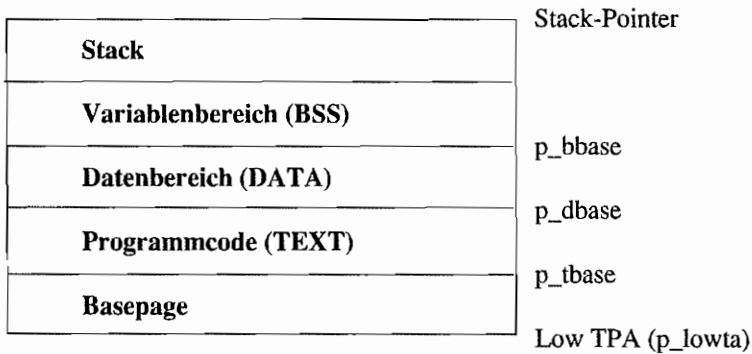 Stack-Pointer
Stack
Variablenbereich (BSS)
p_bbase
Datenbereich (DATA)
p_dbase
Programmcode (TEXT)
p_tbase
Basepage
Low TPA (p_lowta)